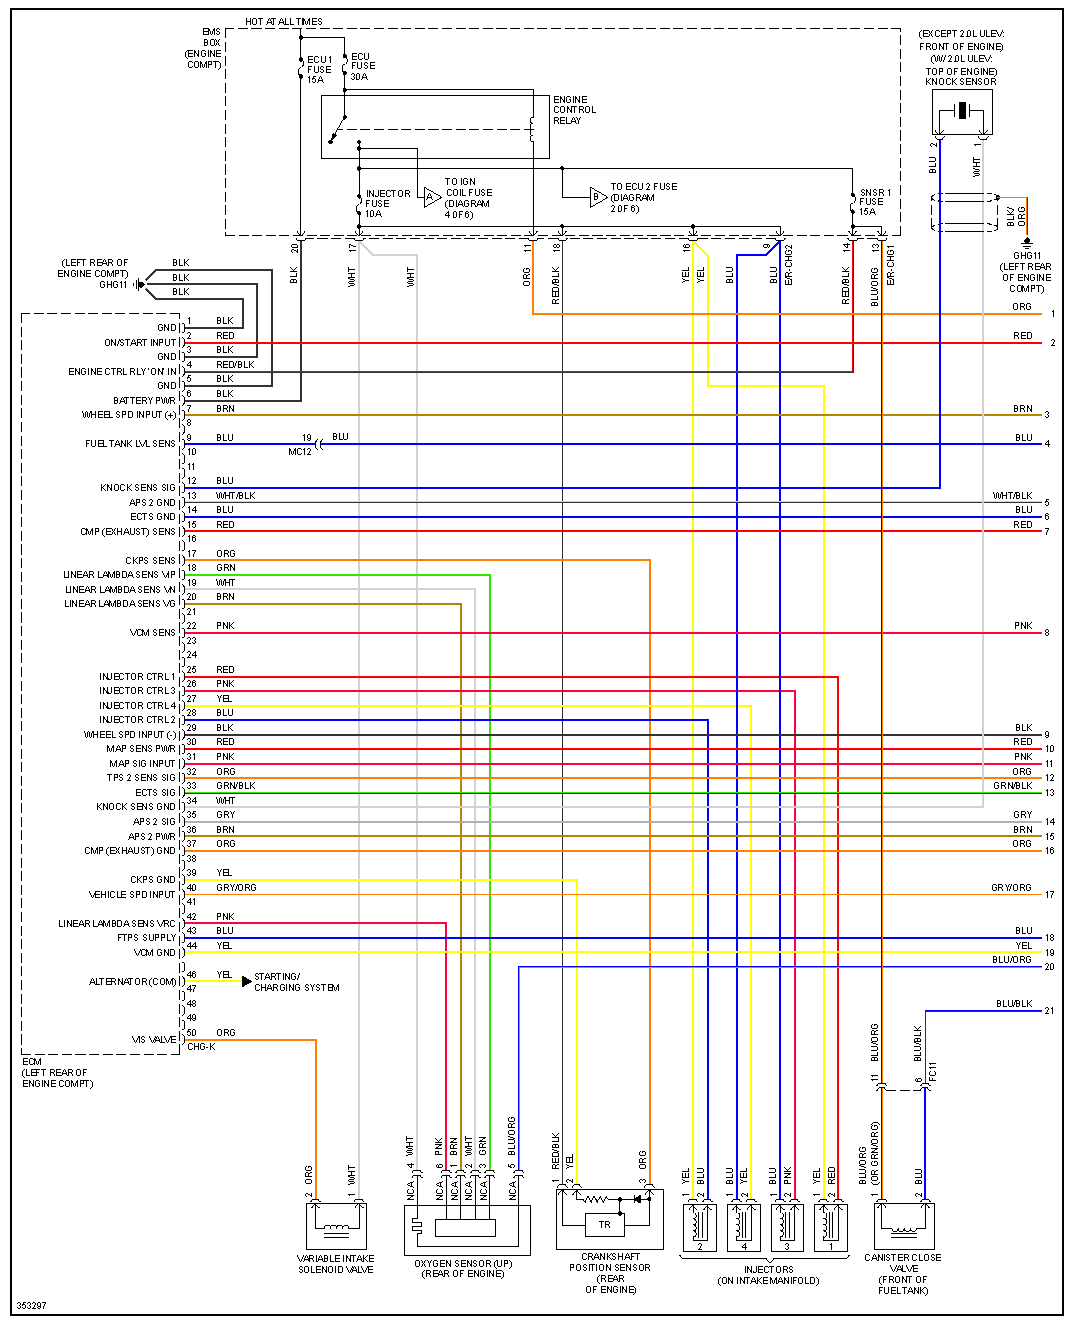 HOT AT ALL TIMES
EMS
BOX
(ENGINE
COMPT)
ECU 1
FUSE
15A
ECU
FUSE
30A
ENGINE
CONTROL
RELAY
INJECTOR
FUSE
10A
A
TO IGN
COIL FUSE
(DIAGRAM
4 OF 6)
B
TO ECU 2 FUSE
(DIAGRAM
2 OF 6)
SNSR 1
FUSE
15A
(EXCEPT 2.0L ULEV:
FRONT OF ENGINE)
(W/ 2.0L ULEV:
TOP OF ENGINE)
KNOCK SENSOR
2
1
BLU
WHT
BLK/
ORG
GHG11
(LEFT REAR
OF ENGINE
COMPT)
20
17
11
18
16
9
E/R-CHG2
14
13
E/R-CHG1
BLK
WHT
WHT
ORG
RED/BLK
YEL
YEL
BLU
BLU
RED/BLK
BLU/ORG
(LEFT REAR OF
ENGINE COMPT)
GHG11
BLK
BLK
BLK
GND 1 BLK
ON/START INPUT 2 RED
GND 3 BLK
ENGINE CTRL RLY 'ON' IN 4 RED/BLK
GND 5 BLK
BATTERY PWR 6 BLK
WHEEL SPD INPUT (+) 7 BRN
8
FUEL TANK LVL SENS 9 BLU 19 BLU
MC12
10
11
KNOCK SENS SIG 12 BLU
APS 2 GND 13 WHT/BLK
ECTS GND 14 BLU
CMP (EXHAUST) SENS 15 RED
16
CKPS SENS 17 ORG
LINEAR LAMBDA SENS VIP 18 GRN
LINEAR LAMBDA SENS VN 19 WHT
LINEAR LAMBDA SENS VG 20 BRN
21
VCM SENS 22 PNK
23
24
INJECTOR CTRL 1 25 RED
INJECTOR CTRL 3 26 PNK
INJECTOR CTRL 4 27 YEL
INJECTOR CTRL 2 28 BLU
WHEEL SPD INPUT (-) 29 BLK
MAP SENS PWR 30 RED
MAP SIG INPUT 31 PNK
TPS 2 SENS SIG 32 ORG
ECTS SIG 33 GRN/BLK
KNOCK SENS GND 34 WHT
APS 2 SIG 35 GRY
APS 2 PWR 36 BRN
CMP (EXHAUST) GND 37 ORG
38
CKPS GND 39 YEL
VEHICLE SPD INPUT 40 GRY/ORG
41
LINEAR LAMBDA SENS VRC 42 PNK
FTPS SUPPLY 43 BLU
VCM GND 44 YEL
ALTERNATOR (COM) 46 YEL
STARTING/
CHARGING SYSTEM
47
48
49
VIS VALVE 50 ORG
CHG-K
ECM
(LEFT REAR OF
ENGINE COMPT)
ORG 1
RED 2
BRN 3
BLU 4
WHT/BLK 5
BLU 6
RED 7
PNK 8
BLK 9
RED 10
PNK 11
ORG 12
GRN/BLK 13
GRY 14
BRN 15
ORG 16
GRY/ORG 17
BLU 18
YEL 19
BLU/ORG 20
BLU/BLK 21
BLU/ORG
BLU/BLK
11
6
FC11
ORG
WHT
2
1
VARIABLE INTAKE
SOLENOID VALVE
WHT
PNK
BRN
WHT
GRN
BLU/ORG
4
6
1
2
3
5
NCA
NCA
NCA
NCA
NCA
NCA
OXYGEN SENSOR (UP)
(REAR OF ENGINE)
RED/BLK
YEL
ORG
1
2
3
TR
CRANKSHAFT
POSITION SENSOR
(REAR
OF ENGINE)
YEL
BLU
BLU
YEL
BLU
PNK
YEL
RED
1
2
1
2
1
2
1
2
2
4
3
1
INJECTORS
(ON INTAKE MANIFOLD)
BLU/ORG
(OR GRN/ORG)
BLU
1
2
CANISTER CLOSE
VALVE
(FRONT OF
FUEL TANK)
353297